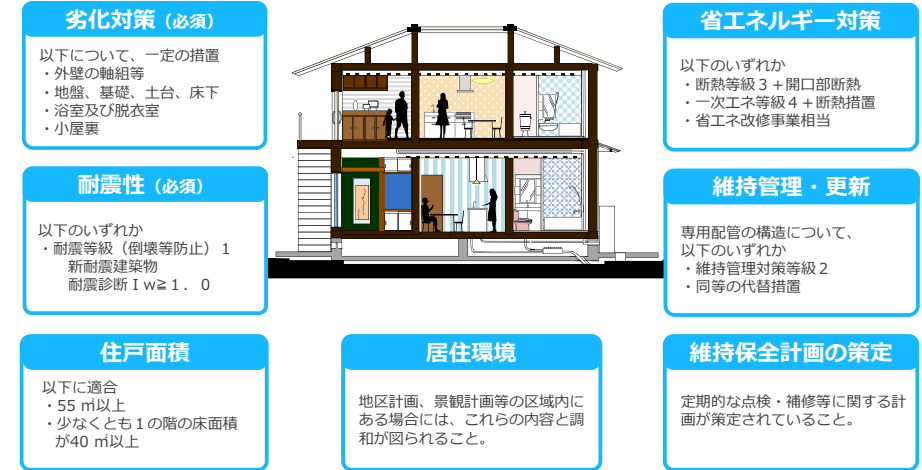 劣化対策（必須）
以下について、一定の措置
・外壁の軸組等
・地盤、基礎、土台、床下
・浴室及び脱衣室
・小屋裏
省エネルギー対策
以下のいずれか
・断熱等級３＋開口部断熱
・一次エネ等級４＋断熱措置
・省エネ改修事業相当
耐震性（必須）
以下のいずれか
・耐震等級（倒壊等防止）１
新耐震建築物
耐震診断Ｉw≧１．０
維持管理・更新
専用配管の構造について、
以下のいずれか
・維持管理対策等級２
・同等の代替措置
住戸面積
以下に適合
・55 ㎡以上
・少なくとも１の階の床面積
が40 ㎡以上
居住環境
地区計画、景観計画等の区域内に
ある場合には、これらの内容と調
和が図られること。
維持保全計画の策定
定期的な点検・補修等に関する計
画が策定されていること。